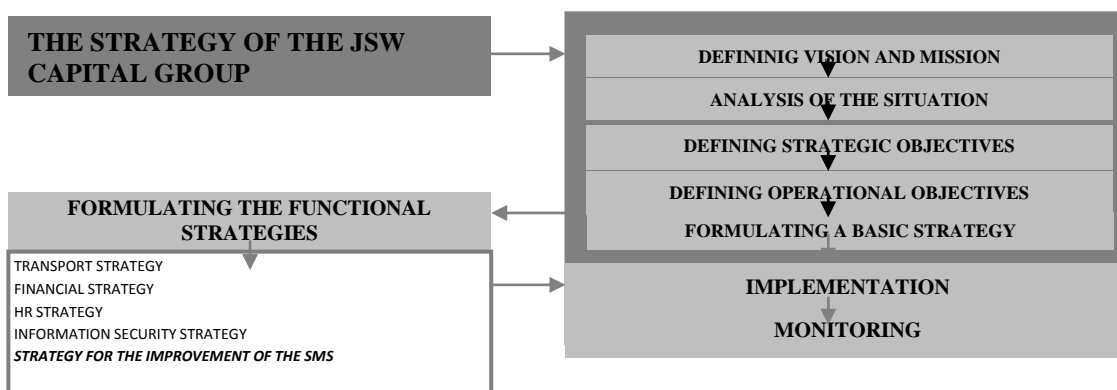 THE STRATEGY OF THE JSW
CAPITAL GROUP
DEFININIG VISION AND MISSION
ANALYSIS OF THE SITUATION
DEFINING STRATEGIC OBJECTIVES
DEFINING OPERATIONAL OBJECTIVES
FORMULATING A BASIC STRATEGY
FORMULATING THE FUNCTIONAL
STRATEGIES
TRANSPORT STRATEGY
FINANCIAL STRATEGY
HR STRATEGY
INFORMATION SECURITY STRATEGY
STRATEGY FOR THE IMPROVEMENT OF THE SMS
IMPLEMENTATION
MONITORING